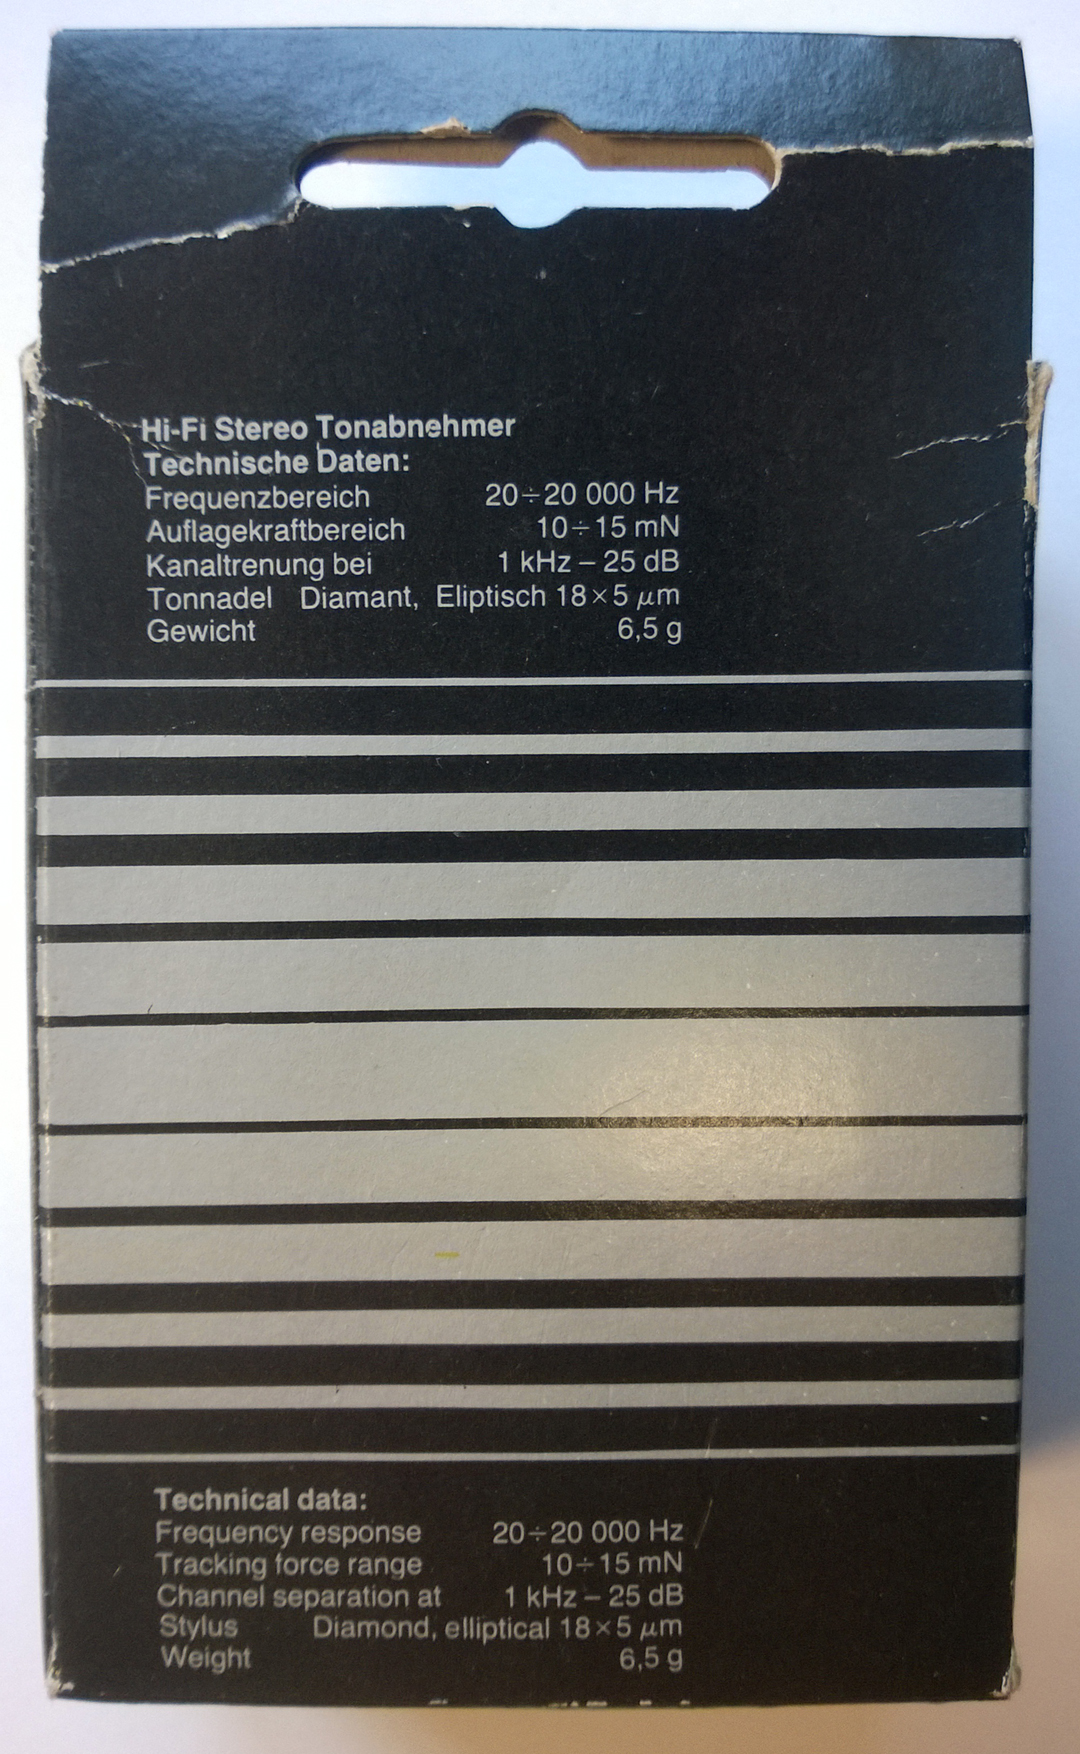 Hi-Fi Stereo Tonabnehmer
Technische Daten:
Frequenzbereich 20÷20 000 Hz
Auflagekraftbereich 10÷15 mN
Kanaltrenung bei 1 kHz – 25 dB
Tonnadel Diamant, Eliptisch 18×5 μm
Gewicht 6,5 g
Technical data:
Frequency response 20÷20 000 Hz
Tracking force range 10÷15 mN
Channel separation at 1 kHz – 25 dB
Stylus Diamond, elliptical 18×5 μm
Weight 6,5 g